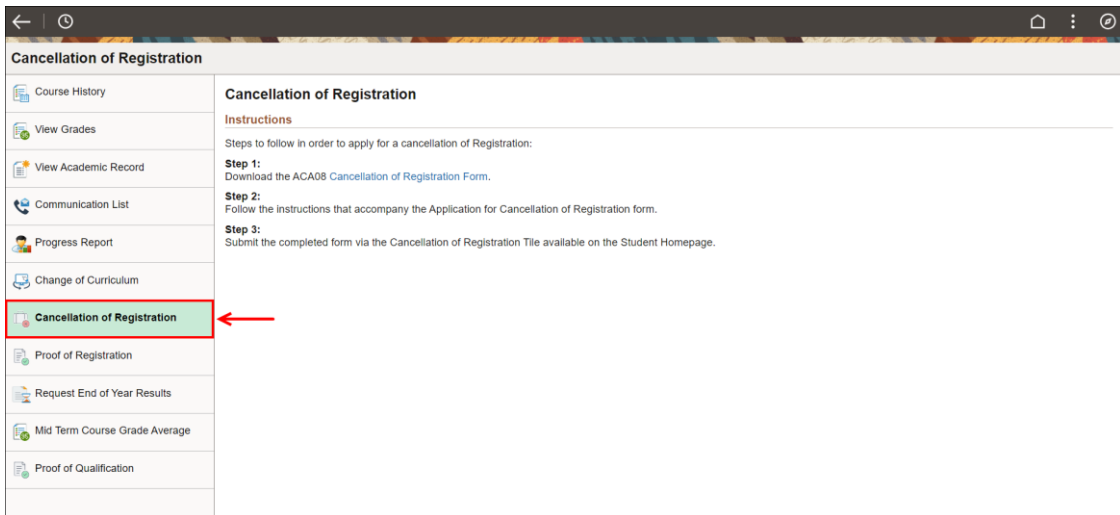 Cancellation of Registration
Course History
View Grades
View Academic Record
Communication List
Progress Report
Change of Curriculum
Cancellation of Registration
Proof of Registration
Request End of Year Results
Mid Term Course Grade Average
Proof of Qualification
Cancellation of Registration
Instructions
Steps to follow in order to apply for a cancellation of Registration:
Step 1:
Download the ACA08 Cancellation of Registration Form.
Step 2:
Follow the instructions that accompany the Application for Cancellation of Registration form.
Step 3:
Submit the completed form via the Cancellation of Registration Tile available on the Student Homepage.